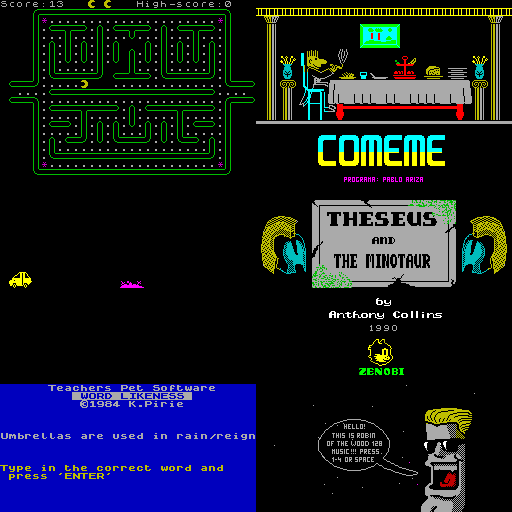 Score:13 High-score:0
COMEME
PROGRAMA: PABLO ARIZA
THESEUS
AND
THE MINOTAUR
by
Anthony Collins
1990
ZENOBI
Teachers Pet Software
WORD LIKENESS
©1984 K.Pirie
Umbrellas are used in rain/reign
Type in the correct word and
press 'ENTER'
HELLO!
THIS IS ROBIN
OF THE WOOD 128
MUSIC!!! PRESS
1-4 OR SPACE